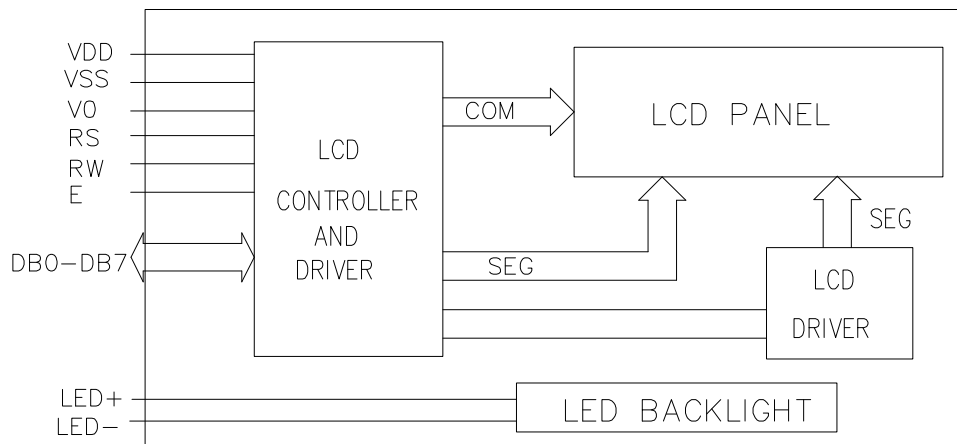 VDD
VSS
V0
RS
RW
E
DB0-DB7
LED+
LED-
LCD
CONTROLLER
AND
DRIVER
COM
SEG
LCD PANEL
SEG
LCD
DRIVER
LED BACKLIGHT